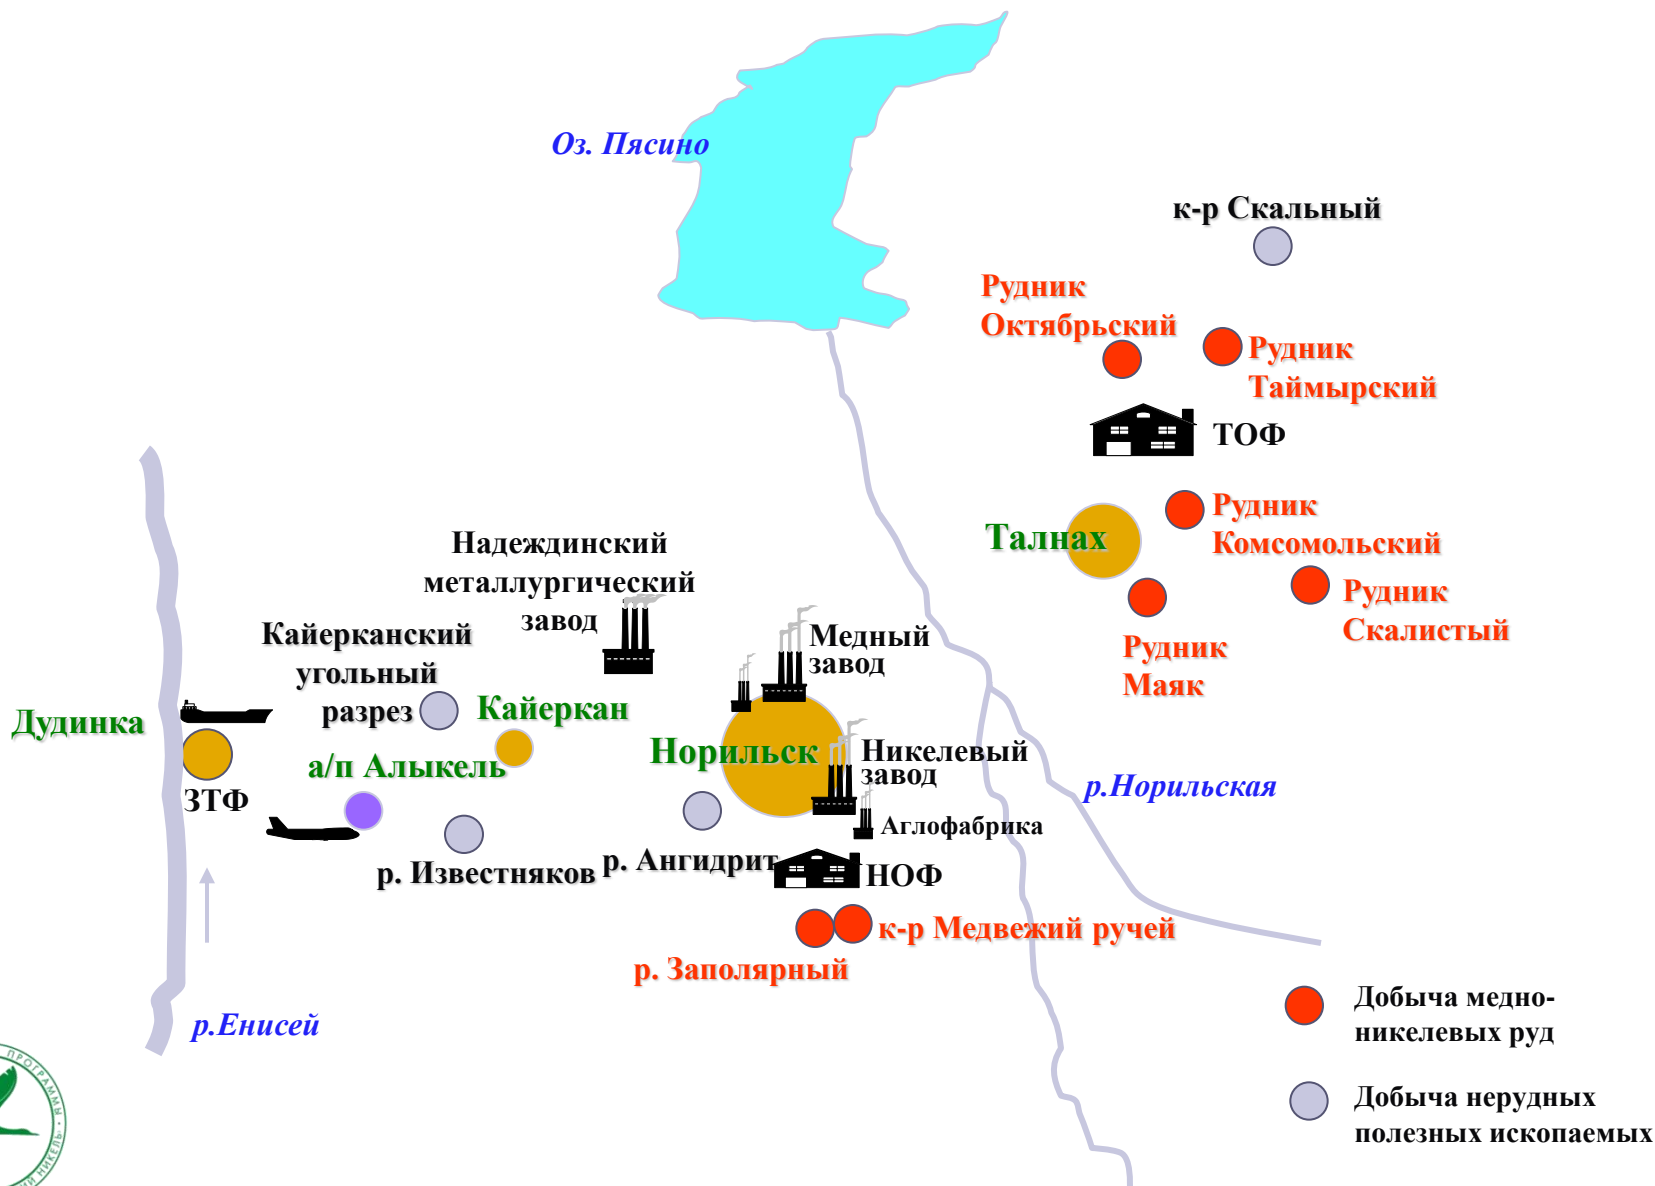 Оз. Пясино
к-р Скальный
Рудник
Октябрьский
Рудник
Таймырский
ТОФ
Рудник
Комсомольский
Талнах
Рудник
Скалистый
Рудник
Маяк
Надеждинский
металлургический
завод
Кайерканский
угольный
разрез
Медный
завод
Дудинка
Кайеркан
Норильск
Никелевый
завод
а/п Алыкель
ЗТФ
р.Норильская
Аглофабрика
р. Известняков
р. Ангидрит
НОФ
к-р Медвежий ручей
р. Заполярный
р.Енисей
Добыча медно-
никелевых руд
Добыча нерудных
полезных ископаемых
ПРОГРАММЫ
НИКЕЛЬ